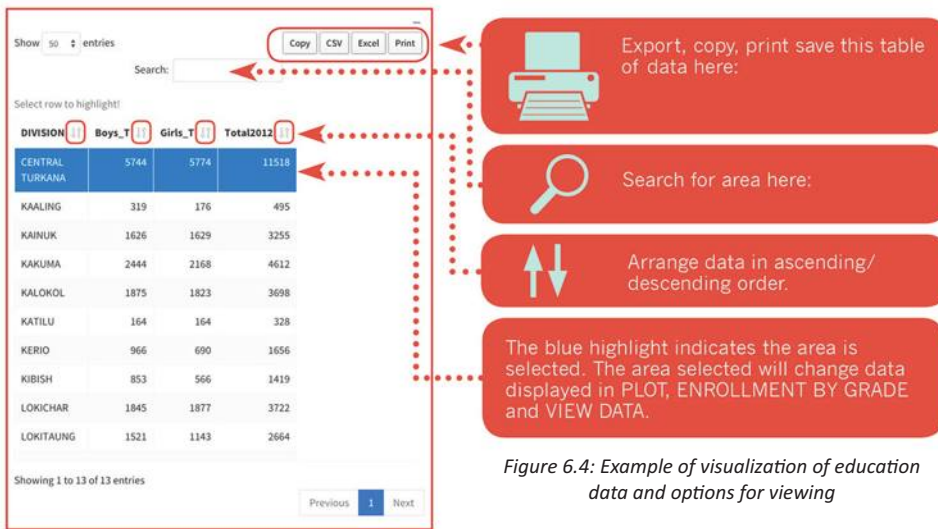 Show 50 entries
Copy CSV Excel Print
Search:
Select row to highlight!
DIVISION Boys_T Girls_T Total2012
CENTRAL TURKANA 5744 5774 11518
KAALING 319 176 495
KAINUK 1626 1629 3255
KAKUMA 2444 2168 4612
KALOKOL 1875 1823 3698
KATILU 164 164 328
KERIO 966 690 1656
KIBISH 853 566 1419
LOKICHAR 1845 1877 3722
LOKITAUNG 1521 1143 2664
Showing 1 to 13 of 13 entries
Previous 1 Next
Export, copy, print save this table
of data here:
Search for area here:
Arrange data in ascending/
descending order.
The blue highlight indicates the area is
selected. The area selected will change data
displayed in PLOT, ENROLLMENT BY GRADE
and VIEW DATA.
Figure 6.4: Example of visualization of education
data and options for viewing